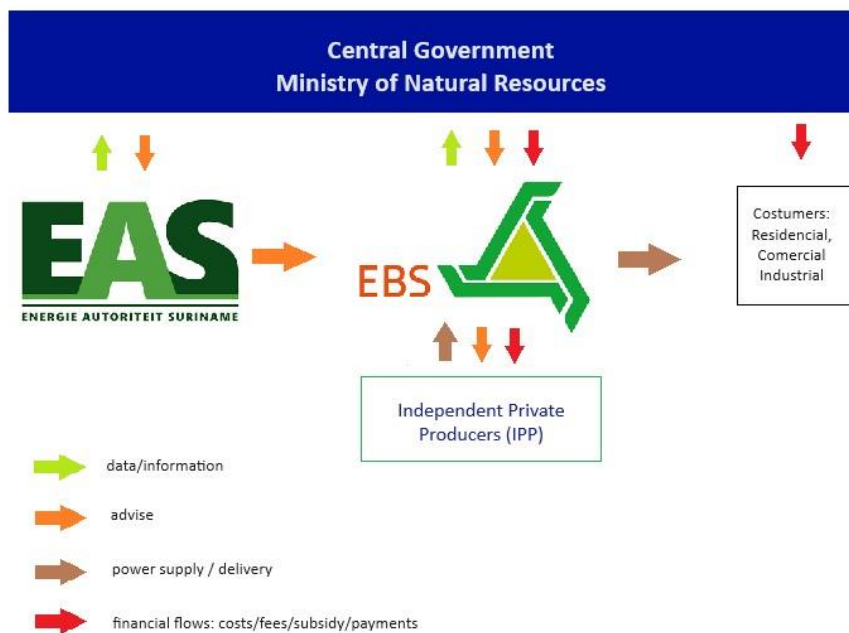 Central Government
Ministry of Natural Resources
EAS
ENERGIE AUTORITEIT SURINAME
EBS
Costumers:
Residencial,
Comercial
Industrial
Independent Private
Producers (IPP)
data/information
advise
power supply / delivery
financial flows: costs/fees/subsidy/payments